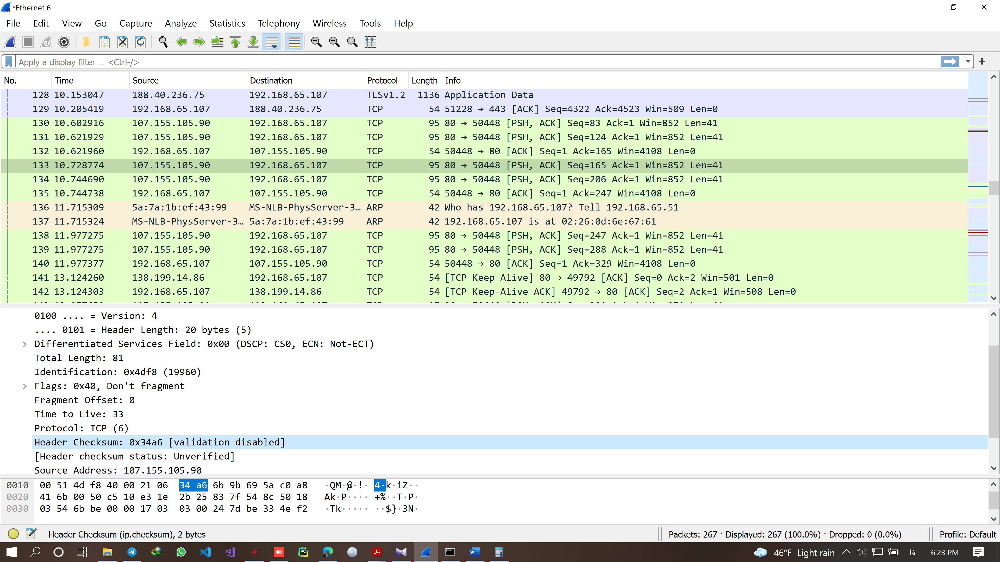 *Ethernet 6
File Edit View Go Capture Analyze Statistics Telephony Wireless Tools Help
Apply a display filter … <Ctrl-/>
No. Time Source Destination Protocol Length Info
128 10.153047 188.40.236.75 192.168.65.107 TLSv1.2 1136 Application Data
129 10.205419 192.168.65.107 188.40.236.75 TCP 54 51228 → 443 [ACK] Seq=4322 Ack=4523 Win=509 Len=0
130 10.602916 107.155.105.90 192.168.65.107 TCP 95 80 → 50448 [PSH, ACK] Seq=83 Ack=1 Win=852 Len=41
131 10.621929 107.155.105.90 192.168.65.107 TCP 95 80 → 50448 [PSH, ACK] Seq=124 Ack=1 Win=852 Len=41
132 10.621960 192.168.65.107 107.155.105.90 TCP 54 50448 → 80 [ACK] Seq=1 Ack=165 Win=4108 Len=0
133 10.728774 107.155.105.90 192.168.65.107 TCP 95 80 → 50448 [PSH, ACK] Seq=165 Ack=1 Win=852 Len=41
134 10.744690 107.155.105.90 192.168.65.107 TCP 95 80 → 50448 [PSH, ACK] Seq=206 Ack=1 Win=852 Len=41
135 10.744738 192.168.65.107 107.155.105.90 TCP 54 50448 → 80 [ACK] Seq=1 Ack=247 Win=4108 Len=0
136 11.715309 5a:7a:1b:ef:43:99 MS-NLB-PhysServer-3… ARP 42 Who has 192.168.65.107? Tell 192.168.65.51
137 11.715324 MS-NLB-PhysServer-3… 5a:7a:1b:ef:43:99 ARP 42 192.168.65.107 is at 02:26:0d:6e:67:61
138 11.977275 107.155.105.90 192.168.65.107 TCP 95 80 → 50448 [PSH, ACK] Seq=247 Ack=1 Win=852 Len=41
139 11.977275 107.155.105.90 192.168.65.107 TCP 95 80 → 50448 [PSH, ACK] Seq=288 Ack=1 Win=852 Len=41
140 11.977377 192.168.65.107 107.155.105.90 TCP 54 50448 → 80 [ACK] Seq=1 Ack=329 Win=4108 Len=0
141 13.124260 138.199.14.86 192.168.65.107 TCP 54 [TCP Keep-Alive] 80 → 49792 [ACK] Seq=0 Ack=2 Win=501 Len=0
142 13.124303 192.168.65.107 138.199.14.86 TCP 54 [TCP Keep-Alive ACK] 49792 → 80 [ACK] Seq=2 Ack=1 Win=508 Len=0
0100 .... = Version: 4
.... 0101 = Header Length: 20 bytes (5)
Differentiated Services Field: 0x00 (DSCP: CS0, ECN: Not-ECT)
Total Length: 81
Identification: 0x4df8 (19960)
Flags: 0x40, Don't fragment
Fragment Offset: 0
Time to Live: 33
Protocol: TCP (6)
Header Checksum: 0x34a6 [validation disabled]
[Header checksum status: Unverified]
Source Address: 107.155.105.90
0010 00 51 4d f8 40 00 21 06 34 a6 6b 9b 69 5a c0 a8 ·QM·@·!· 4·k·iZ··
0020 41 6b 00 50 c5 10 e3 1e 2b 25 83 7f 54 8c 50 18 Ak·P···· +%··T·P·
0030 03 54 6b be 00 00 17 03 03 00 24 7d be 33 4e f2 ·Tk····· ··$}·3N·
Header Checksum (ip.checksum), 2 bytes
Packets: 267 · Displayed: 267 (100.0%) · Dropped: 0 (0.0%)
Profile: Default
46°F Light rain
فا
6:23 PM